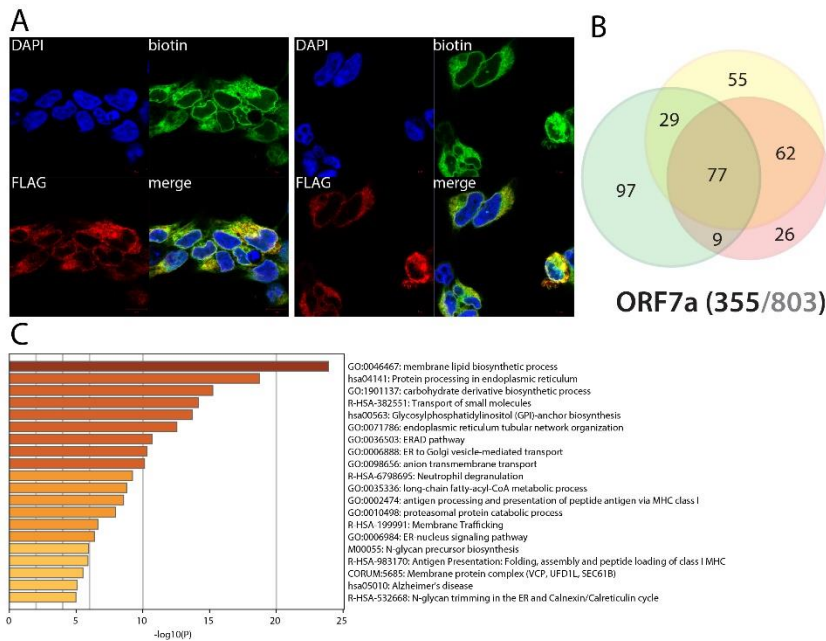 A
DAPI
biotin
FLAG
merge
DAPI
biotin
FLAG
merge
B
55
29
62
77
97
9
26
ORF7a (355/803)
C
GO:0046467: membrane lipid biosynthetic process
hsa04141: Protein processing in endoplasmic reticulum
GO:1901137: carbohydrate derivative biosynthetic process
R-HSA-382551: Transport of small molecules
hsa00563: Glycosylphosphatidylinositol (GPI)-anchor biosynthesis
GO:0071786: endoplasmic reticulum tubular network organization
GO:0036503: ERAD pathway
GO:0006888: ER to Golgi vesicle-mediated transport
GO:0098656: anion transmembrane transport
R-HSA-6798695: Neutrophil degranulation
GO:0035336: long-chain fatty-acyl-CoA metabolic process
GO:0002474: antigen processing and presentation of peptide antigen via MHC class I
GO:0010498: proteasomal protein catabolic process
R-HSA-199991: Membrane Trafficking
GO:0006984: ER-nucleus signaling pathway
M00055: N-glycan precursor biosynthesis
R-HSA-983170: Antigen Presentation: Folding, assembly and peptide loading of class I MHC
CORUM:5685: Membrane protein complex (VCP, UFD1L, SEC61B)
hsa05010: Alzheimer's disease
R-HSA-532668: N-glycan trimming in the ER and Calnexin/Calreticulin cycle
0 5 10 15 20 25
-log10(P)